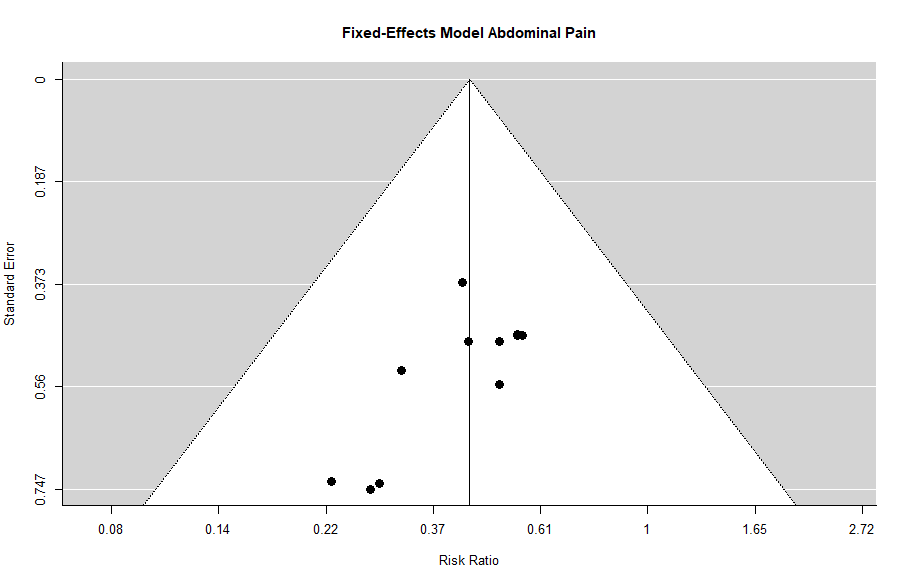 Fixed-Effects Model Abdominal Pain
Standard Error
0
0.187
0.373
0.56
0.747
0.08 0.14 0.22 0.37 0.61 1 1.65 2.72
Risk Ratio